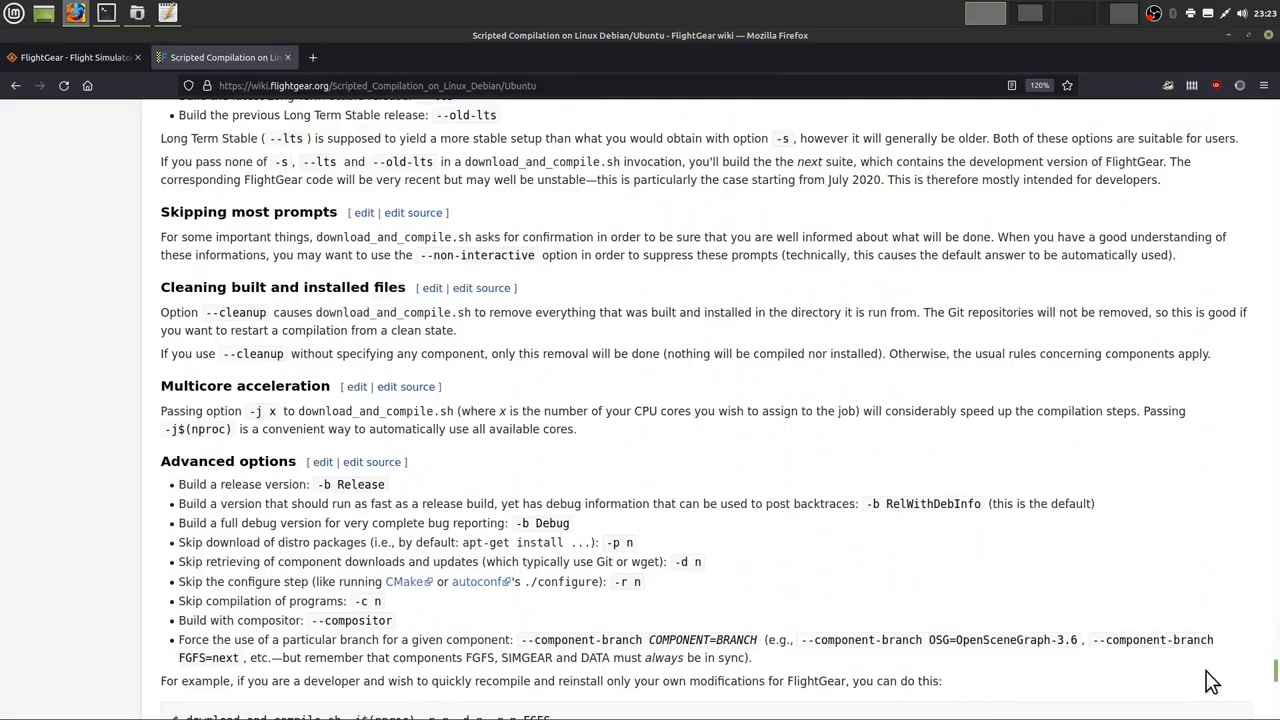 23:23
Scripted Compilation on Linux Debian/Ubuntu - FlightGear wiki — Mozilla Firefox
FlightGear - Flight Simulato
Scripted Compilation on Lin
https://wiki.flightgear.org/Scripted_Compilation_on_Linux_Debian/Ubuntu
120%
• Build the previous Long Term Stable release: --old-lts
Long Term Stable ( --lts ) is supposed to yield a more stable setup than what you would obtain with option -s , however it will generally be older. Both of these options are suitable for users.
If you pass none of -s , --lts and --old-lts in a download_and_compile.sh invocation, you'll build the the next suite, which contains the development version of FlightGear. The
corresponding FlightGear code will be very recent but may well be unstable—this is particularly the case starting from July 2020. This is therefore mostly intended for developers.
Skipping most prompts [ edit | edit source ]
For some important things, download_and_compile.sh asks for confirmation in order to be sure that you are well informed about what will be done. When you have a good understanding of
these informations, you may want to use the --non-interactive option in order to suppress these prompts (technically, this causes the default answer to be automatically used).
Cleaning built and installed files [ edit | edit source ]
Option --cleanup causes download_and_compile.sh to remove everything that was built and installed in the directory it is run from. The Git repositories will not be removed, so this is good if
you want to restart a compilation from a clean state.
If you use --cleanup without specifying any component, only this removal will be done (nothing will be compiled nor installed). Otherwise, the usual rules concerning components apply.
Multicore acceleration [ edit | edit source ]
Passing option -j x to download_and_compile.sh (where x is the number of your CPU cores you wish to assign to the job) will considerably speed up the compilation steps. Passing
-j$(nproc) is a convenient way to automatically use all available cores.
Advanced options [ edit | edit source ]
• Build a release version: -b Release
• Build a version that should run as fast as a release build, yet has debug information that can be used to post backtraces: -b RelWithDebInfo (this is the default)
• Build a full debug version for very complete bug reporting: -b Debug
• Skip download of distro packages (i.e., by default: apt-get install ...): -p n
• Skip retrieving of component downloads and updates (which typically use Git or wget): -d n
• Skip the configure step (like running CMake or autoconf's ./configure): -r n
• Skip compilation of programs: -c n
• Build with compositor: --compositor
• Force the use of a particular branch for a given component: --component-branch COMPONENT=BRANCH (e.g., --component-branch OSG=OpenSceneGraph-3.6 , --component-branch
FGFS=next , etc.—but remember that components FGFS, SIMGEAR and DATA must always be in sync).
For example, if you are a developer and wish to quickly recompile and reinstall only your own modifications for FlightGear, you can do this: